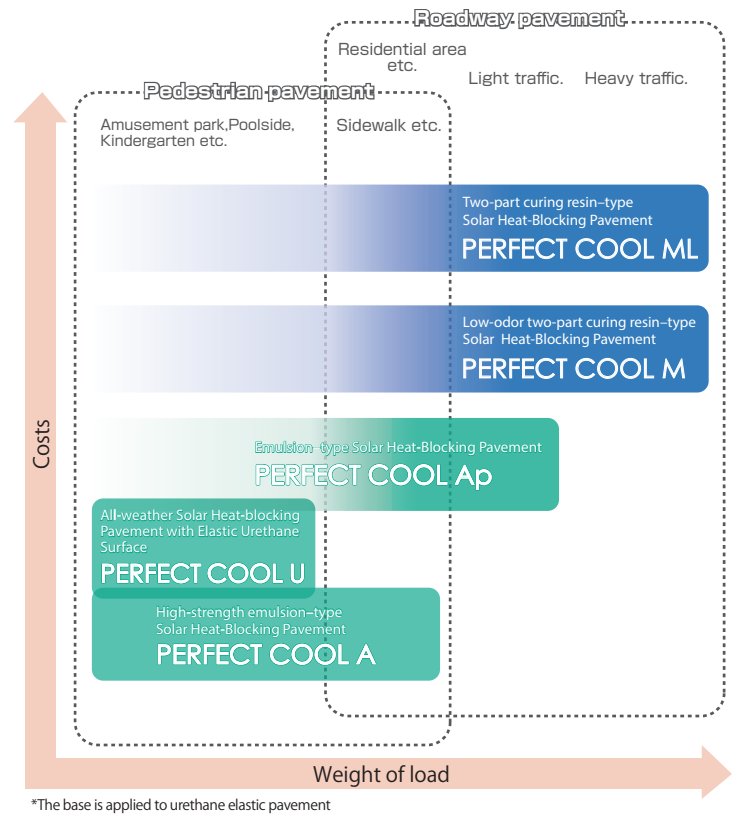 Roadway pavement
Residential area
etc.
Light traffic.
Heavy traffic.
Pedestrian pavement
Amusement park,Poolside,
Kindergarten etc.
Sidewalk etc.
Two-part curing resin–type
Solar Heat-Blocking Pavement
PERFECT COOL ML
Low-odor two-part curing resin–type
Solar Heat-Blocking Pavement
PERFECT COOL M
Emulsion–type Solar Heat-Blocking Pavement
PERFECT COOL Ap
All-weather Solar Heat-blocking
Pavement with Elastic Urethane
Surface
PERFECT COOL U
High-strength emulsion–type
Solar Heat-Blocking Pavement
PERFECT COOL A
Costs
Weight of load
*The base is applied to urethane elastic pavement